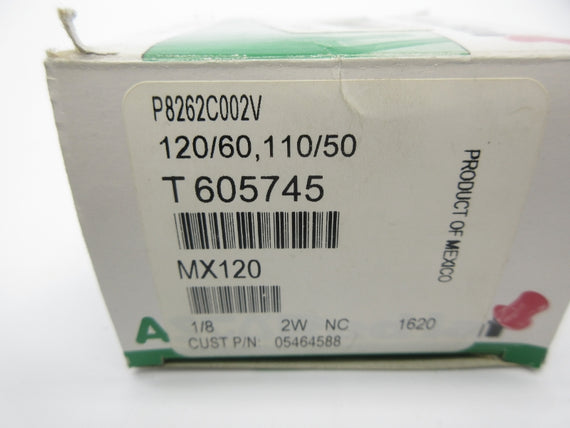 P8262C002V
120/60,110/50
T 605745
MX120
1/8 2W NC 1620
CUST P/N: 05464588
PRODUCT OF MEXICO
A